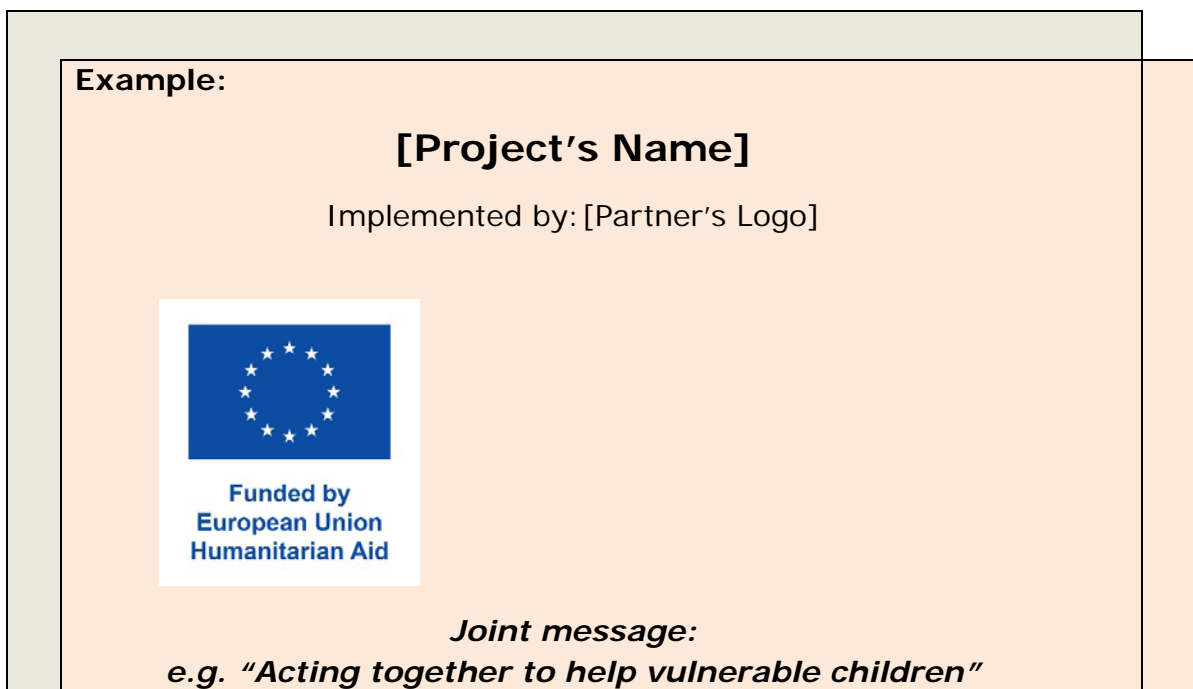 Example:
[Project’s Name]
Implemented by: [Partner’s Logo]
Funded by
European Union
Humanitarian Aid
Joint message:
e.g. “Acting together to help vulnerable children”